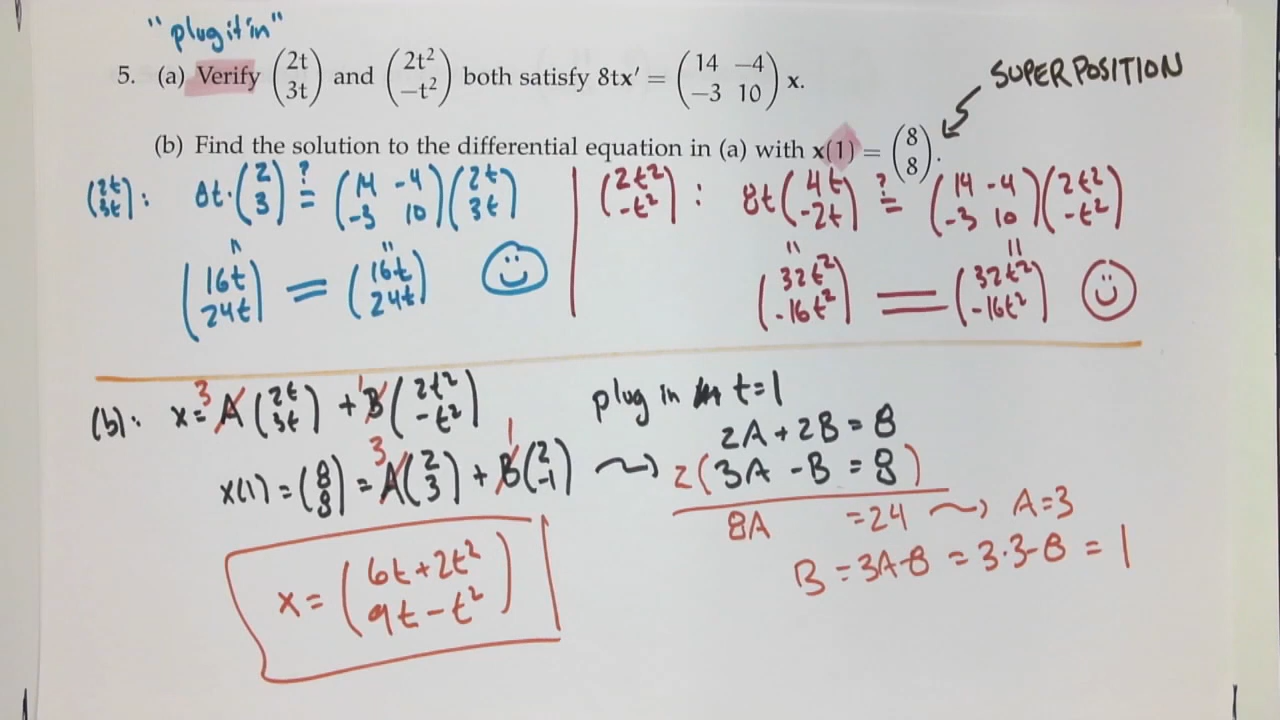 "plug it in"
5. (a) Verify (2t 3t) and (2t² −t²) both satisfy 8tx′ = (14 −4 −3 10) x.
SUPERPOSITION
(b) Find the solution to the differential equation in (a) with x(1) = (8 8).
(2t 3t): 8t·(2 3) ?= (14 -4 -3 10)(2t 3t)
(16t 24t) = (16t 24t) ☺
(2t² -t²): 8t(4t -2t) ?= (14 -4 -3 10)(2t² -t²)
(32t² -16t²) = (32t² -16t²) ☺
(b): x = 3 A(2t 3t) + 1 B(2t² -t²)
x(1) = (8 8) = 3 A(2 3) + 1 B(2 -1)
plug in t=1
2A + 2B = 8
2(3A - B = 8)
8A = 24 ⇝ A=3
B = 3A-8 = 3·3-8 = 1
x = (6t+2t² 9t-t²)